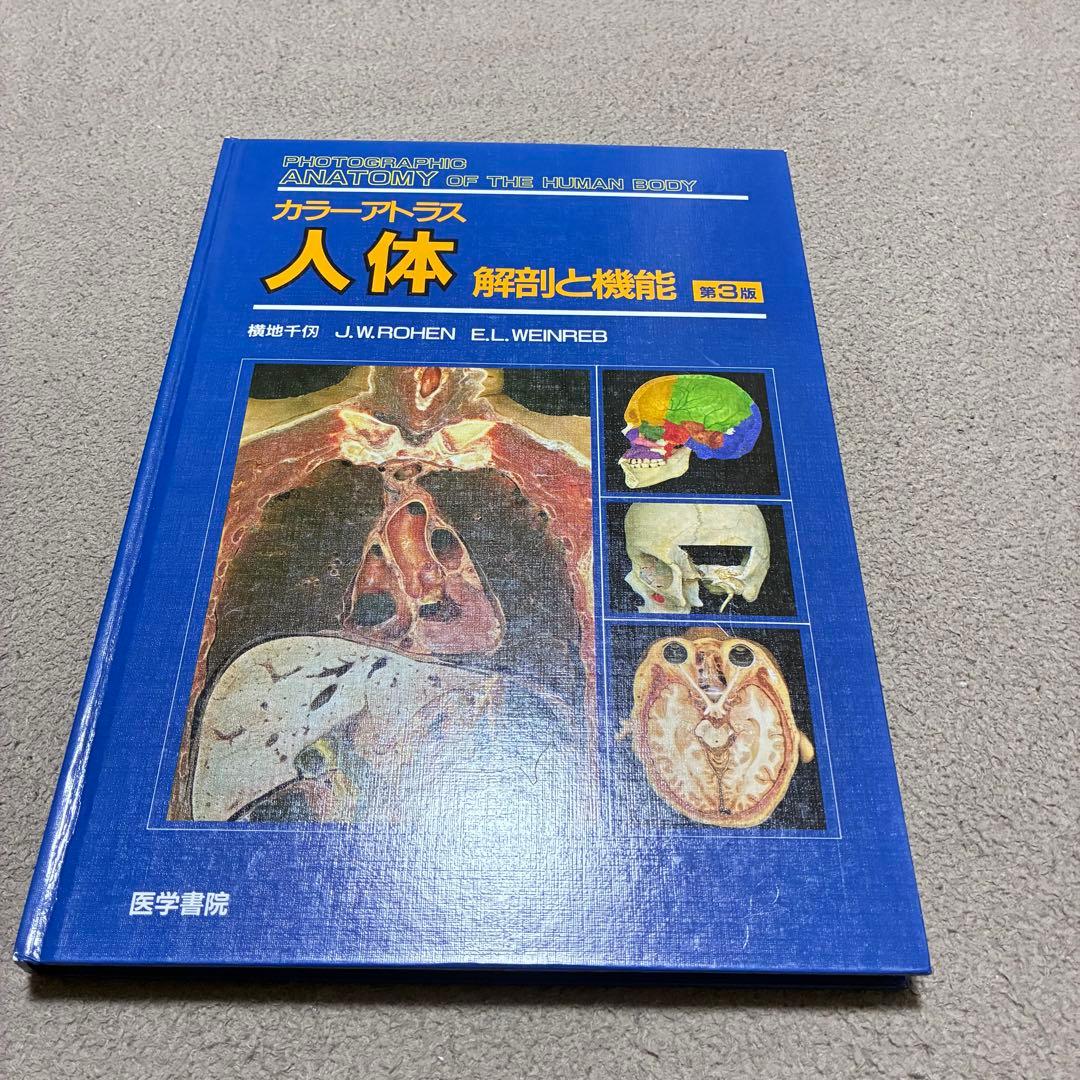 PHOTOGRAPHIC
ANATOMY OF THE HUMAN BODY
カラーアトラス
人体 解剖と機能 第3版
横地千仭 J.W.ROHEN E.L.WEINREB
医学書院